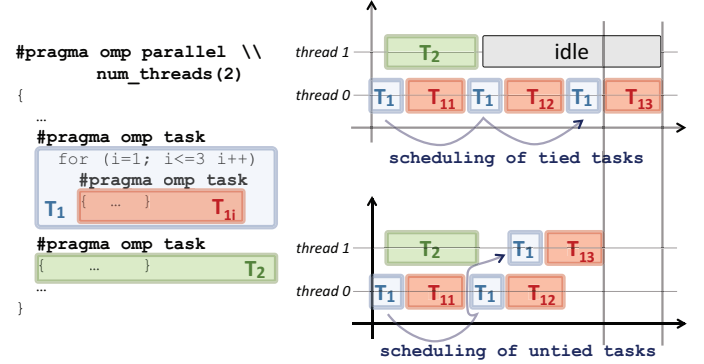 #pragma omp parallel \\
num_threads(2)
{
…
#pragma omp task
for (i=1; i<=3 i++)
#pragma omp task
{ … }
T1
T1i
#pragma omp task
{ … }
T2
…
}
thread 1
T2
idle
thread 0
T1
T11
T1
T12
T1
T13
scheduling of tied tasks
thread 1
T2
T1
T13
thread 0
T1
T11
T1
T12
scheduling of untied tasks